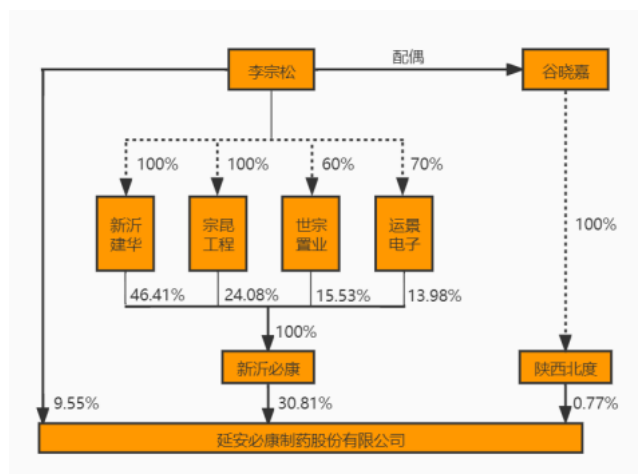 李宗松
配偶
谷晓嘉
100%
100%
60%
70%
新沂
建华
宗昆
工程
世宗
置业
运景
电子
100%
46.41%
24.08%
15.53%
13.98%
100%
新沂必康
陕西北度
9.55%
30.81%
0.77%
延安必康制药股份有限公司